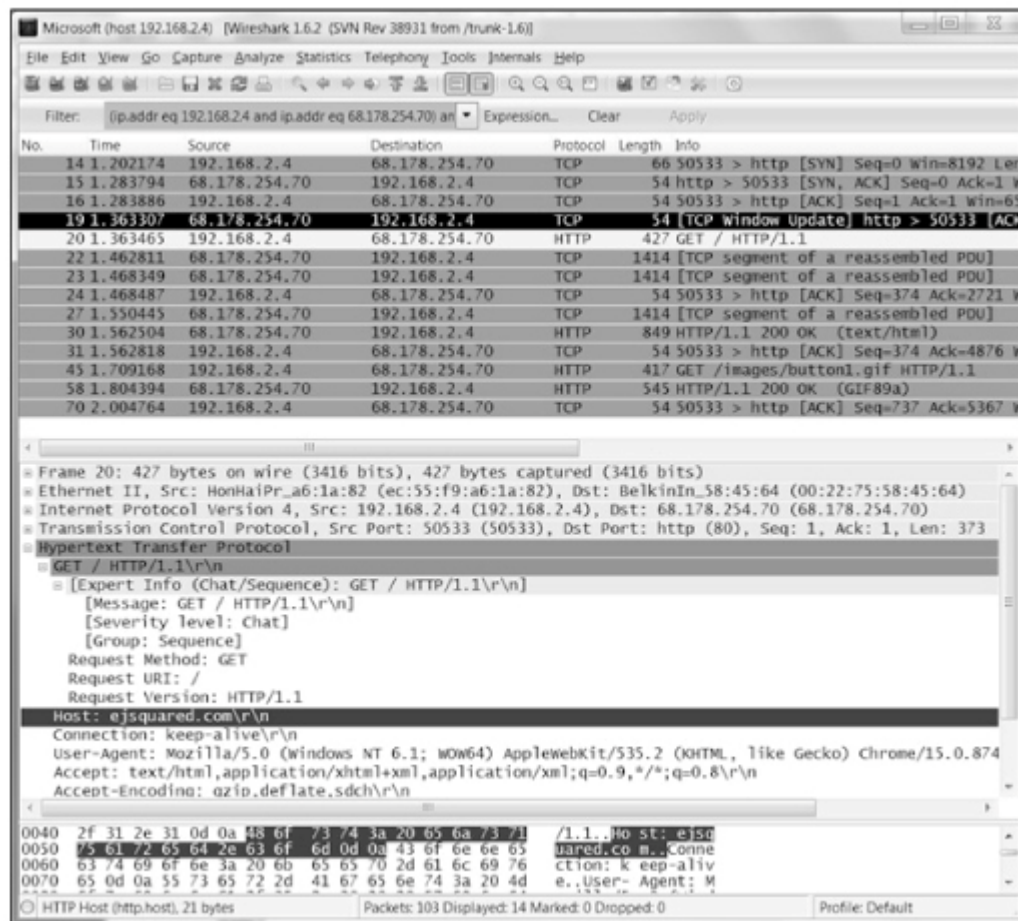 Microsoft (host 192.168.2.4) [Wireshark 1.6.2 (SVN Rev 38931 from /trunk-1.6)]
File Edit View Go Capture Analyze Statistics Telephony Tools Internals Help
Filter: (ip.addr eq 192.168.2.4 and ip.addr eq 68.178.254.70) an Expression... Clear Apply
No. Time Source Destination Protocol Length Info
14 1.202174 192.168.2.4 68.178.254.70 TCP 66 50533 > http [SYN] Seq=0 Win=8192 Len
15 1.283794 68.178.254.70 192.168.2.4 TCP 54 http > 50533 [SYN, ACK] Seq=0 Ack=1 W
16 1.283886 192.168.2.4 68.178.254.70 TCP 54 50533 > http [ACK] Seq=1 Ack=1 Win=65
19 1.363307 68.178.254.70 192.168.2.4 TCP 54 [TCP Window Update] http > 50533 [ACK
20 1.363465 192.168.2.4 68.178.254.70 HTTP 427 GET / HTTP/1.1
22 1.462811 68.178.254.70 192.168.2.4 TCP 1414 [TCP segment of a reassembled PDU]
23 1.468349 68.178.254.70 192.168.2.4 TCP 1414 [TCP segment of a reassembled PDU]
24 1.468487 192.168.2.4 68.178.254.70 TCP 54 50533 > http [ACK] Seq=374 Ack=2721 W
27 1.550445 68.178.254.70 192.168.2.4 TCP 1414 [TCP segment of a reassembled PDU]
30 1.562504 68.178.254.70 192.168.2.4 HTTP 849 HTTP/1.1 200 OK (text/html)
31 1.562818 192.168.2.4 68.178.254.70 TCP 54 50533 > http [ACK] Seq=374 Ack=4876 W
45 1.709168 192.168.2.4 68.178.254.70 HTTP 417 GET /images/button1.gif HTTP/1.1
58 1.804394 68.178.254.70 192.168.2.4 HTTP 545 HTTP/1.1 200 OK (GIF89a)
70 2.004764 192.168.2.4 68.178.254.70 TCP 54 50533 > http [ACK] Seq=737 Ack=5367 W
Frame 20: 427 bytes on wire (3416 bits), 427 bytes captured (3416 bits)
Ethernet II, Src: HonHaiPr_a6:1a:82 (ec:55:f9:a6:1a:82), Dst: BelkinIn_58:45:64 (00:22:75:58:45:64)
Internet Protocol Version 4, Src: 192.168.2.4 (192.168.2.4), Dst: 68.178.254.70 (68.178.254.70)
Transmission Control Protocol, Src Port: 50533 (50533), Dst Port: http (80), Seq: 1, Ack: 1, Len: 373
Hypertext Transfer Protocol
GET / HTTP/1.1\r\n
[Expert Info (Chat/Sequence): GET / HTTP/1.1\r\n]
[Message: GET / HTTP/1.1\r\n]
[Severity level: Chat]
[Group: Sequence]
Request Method: GET
Request URI: /
Request Version: HTTP/1.1
Host: ejsquared.com\r\n
Connection: keep-alive\r\n
User-Agent: Mozilla/5.0 (Windows NT 6.1; WOW64) AppleWebKit/535.2 (KHTML, like Gecko) Chrome/15.0.874
Accept: text/html,application/xhtml+xml,application/xml;q=0.9,*/*;q=0.8\r\n
Accept-Encoding: gzip,deflate,sdch\r\n
0040 2f 31 2e 31 0d 0a 48 6f 73 74 3a 20 65 6a 73 71 /1.1..Ho st: ejsq
0050 75 61 72 65 64 2e 63 6f 6d 0d 0a 43 6f 6e 6e 65 uared.co m..Conne
0060 63 74 69 6f 6e 3a 20 6b 65 65 70 2d 61 6c 69 76 ction: k eep-aliv
0070 65 0d 0a 55 73 65 72 2d 41 67 65 6e 74 3a 20 4d e..User- Agent: M
HTTP Host (http.host), 21 bytes Packets: 103 Displayed: 14 Marked: 0 Dropped: 0 Profile: Default